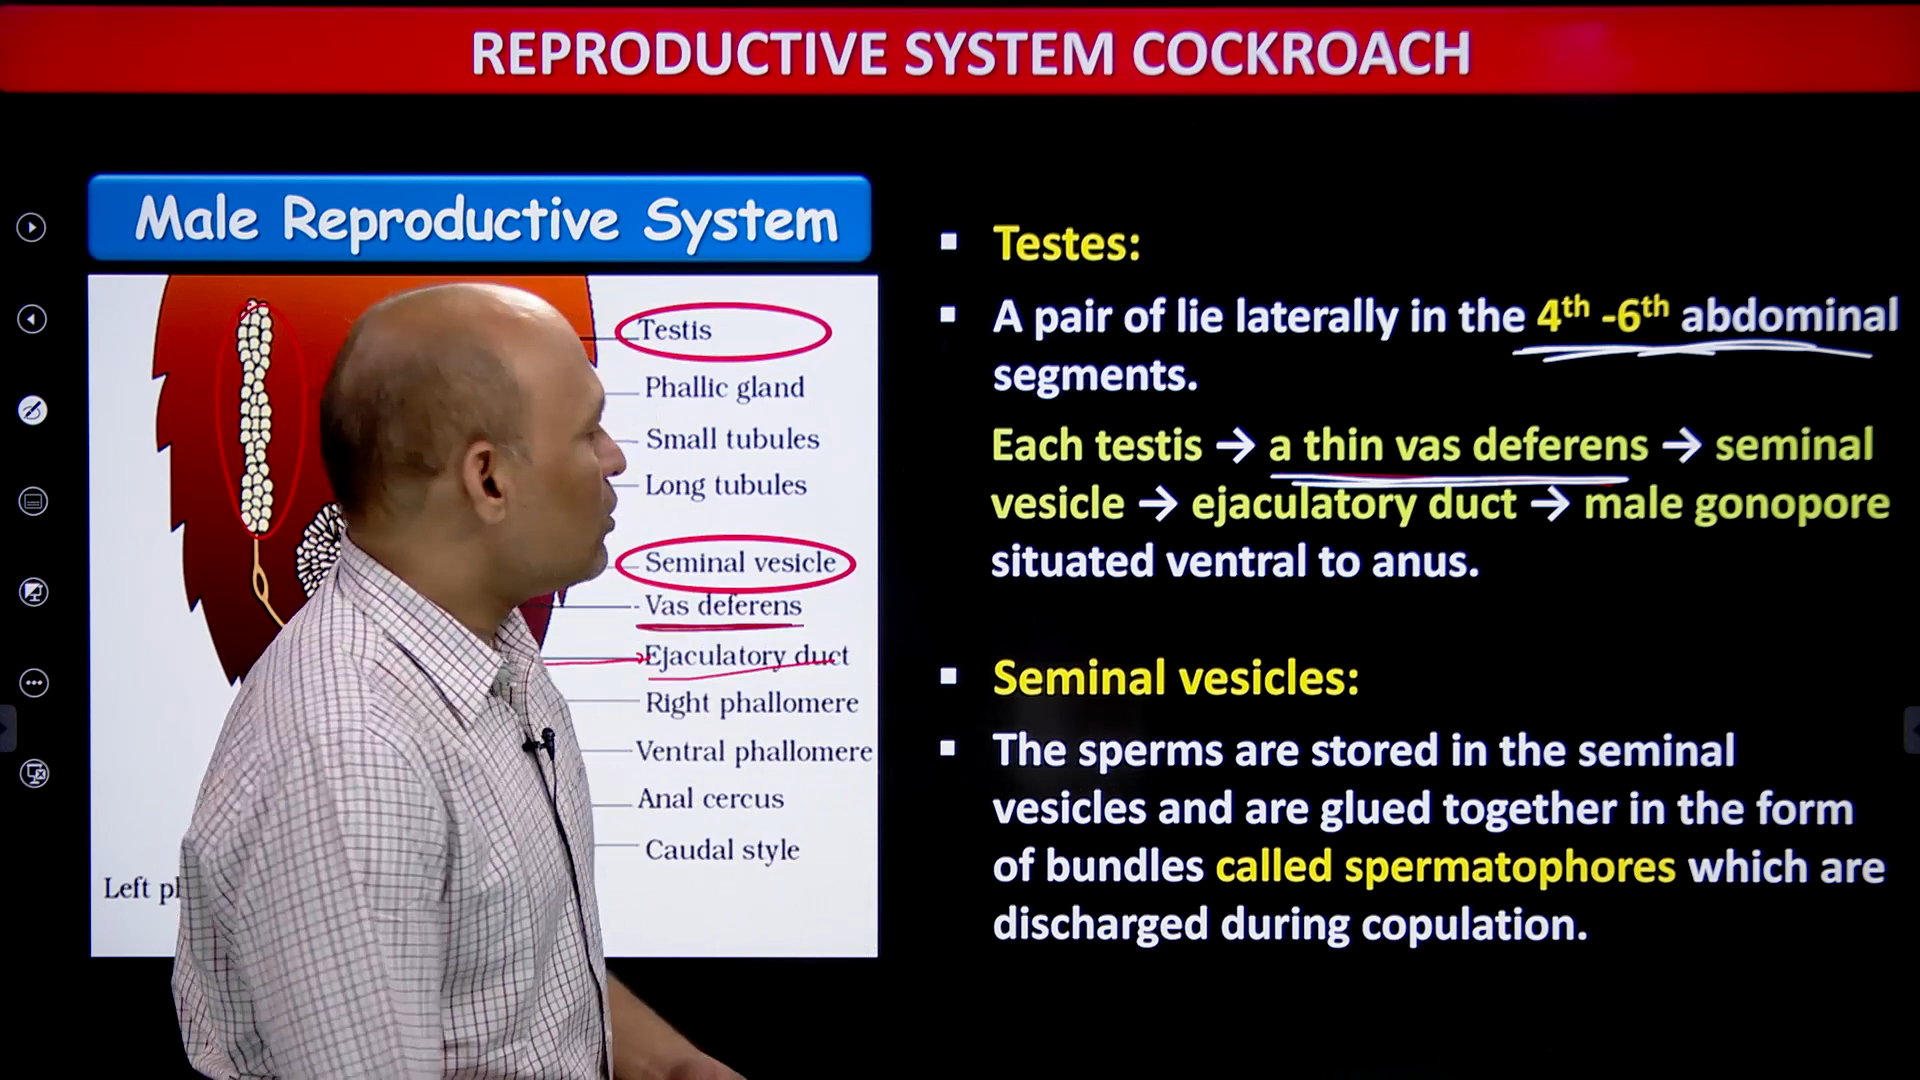 REPRODUCTIVE SYSTEM COCKROACH
Male Reproductive System
Testis
Phallic gland
Small tubules
Long tubules
Seminal vesicle
Vas deferens
Ejaculatory duct
Right phallomere
Ventral phallomere
Anal cercus
Caudal style
Left
▪ Testes:
▪ A pair of lie laterally in the 4th -6th abdominal
segments.
Each testis → a thin vas deferens → seminal
vesicle → ejaculatory duct → male gonopore
situated ventral to anus.
▪ Seminal vesicles:
▪ The sperms are stored in the seminal
vesicles and are glued together in the form
of bundles called spermatophores which are
discharged during copulation.